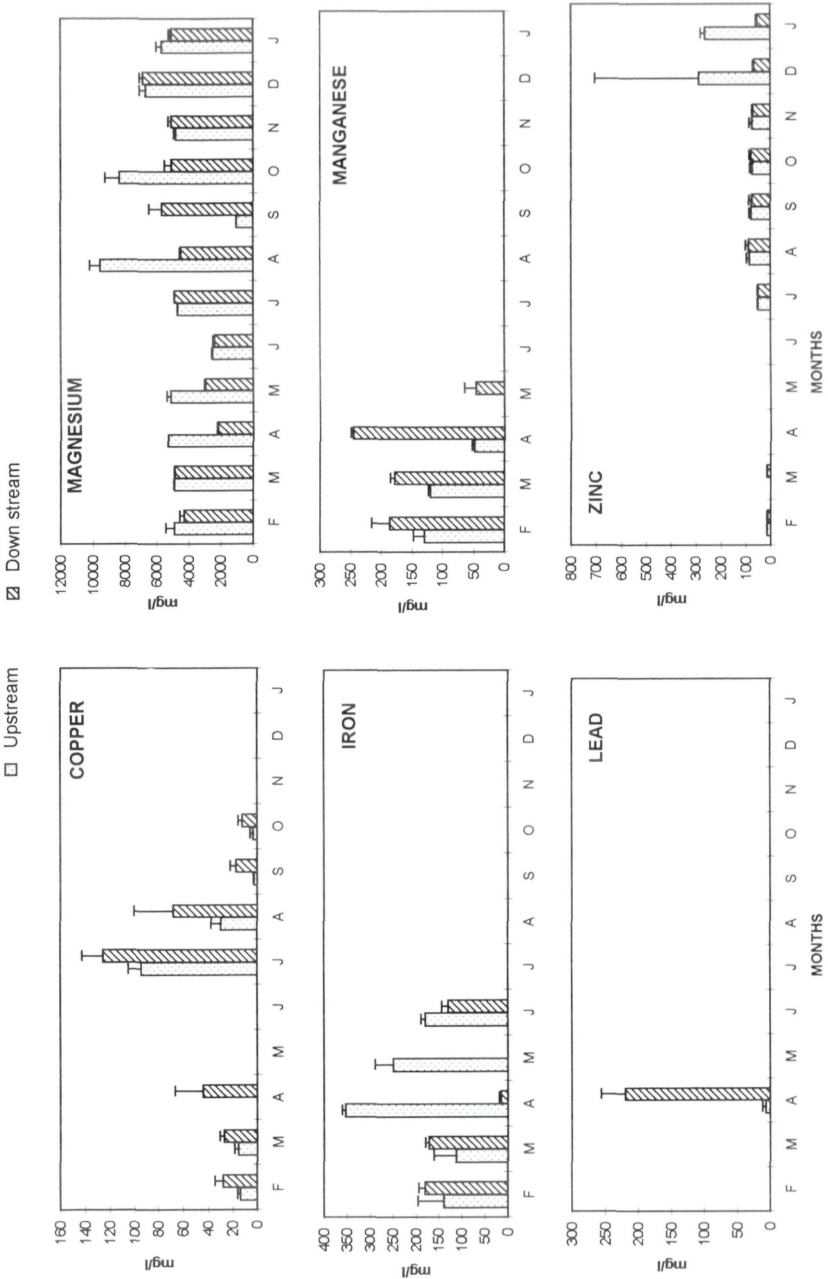 Upstream
Down stream
COPPER
mg/l
160
140
120
100
80
60
40
20
0
F M A M J J A S O N D J
MAGNESIUM
mg/l
12000
10000
8000
6000
4000
2000
0
F M A M J J A S O N D J
IRON
mg/l
400
350
300
250
200
150
100
50
0
F M A M J J A S O N D J
MANGANESE
mg/l
300
250
200
150
100
50
0
F M A M J J A S O N D J
LEAD
mg/l
300
200
100
0
F M A M J J A S O N D J
MONTHS
ZINC
mg/l
800
700
600
500
400
300
200
100
0
F M A M J J A S O N D J
MONTHS